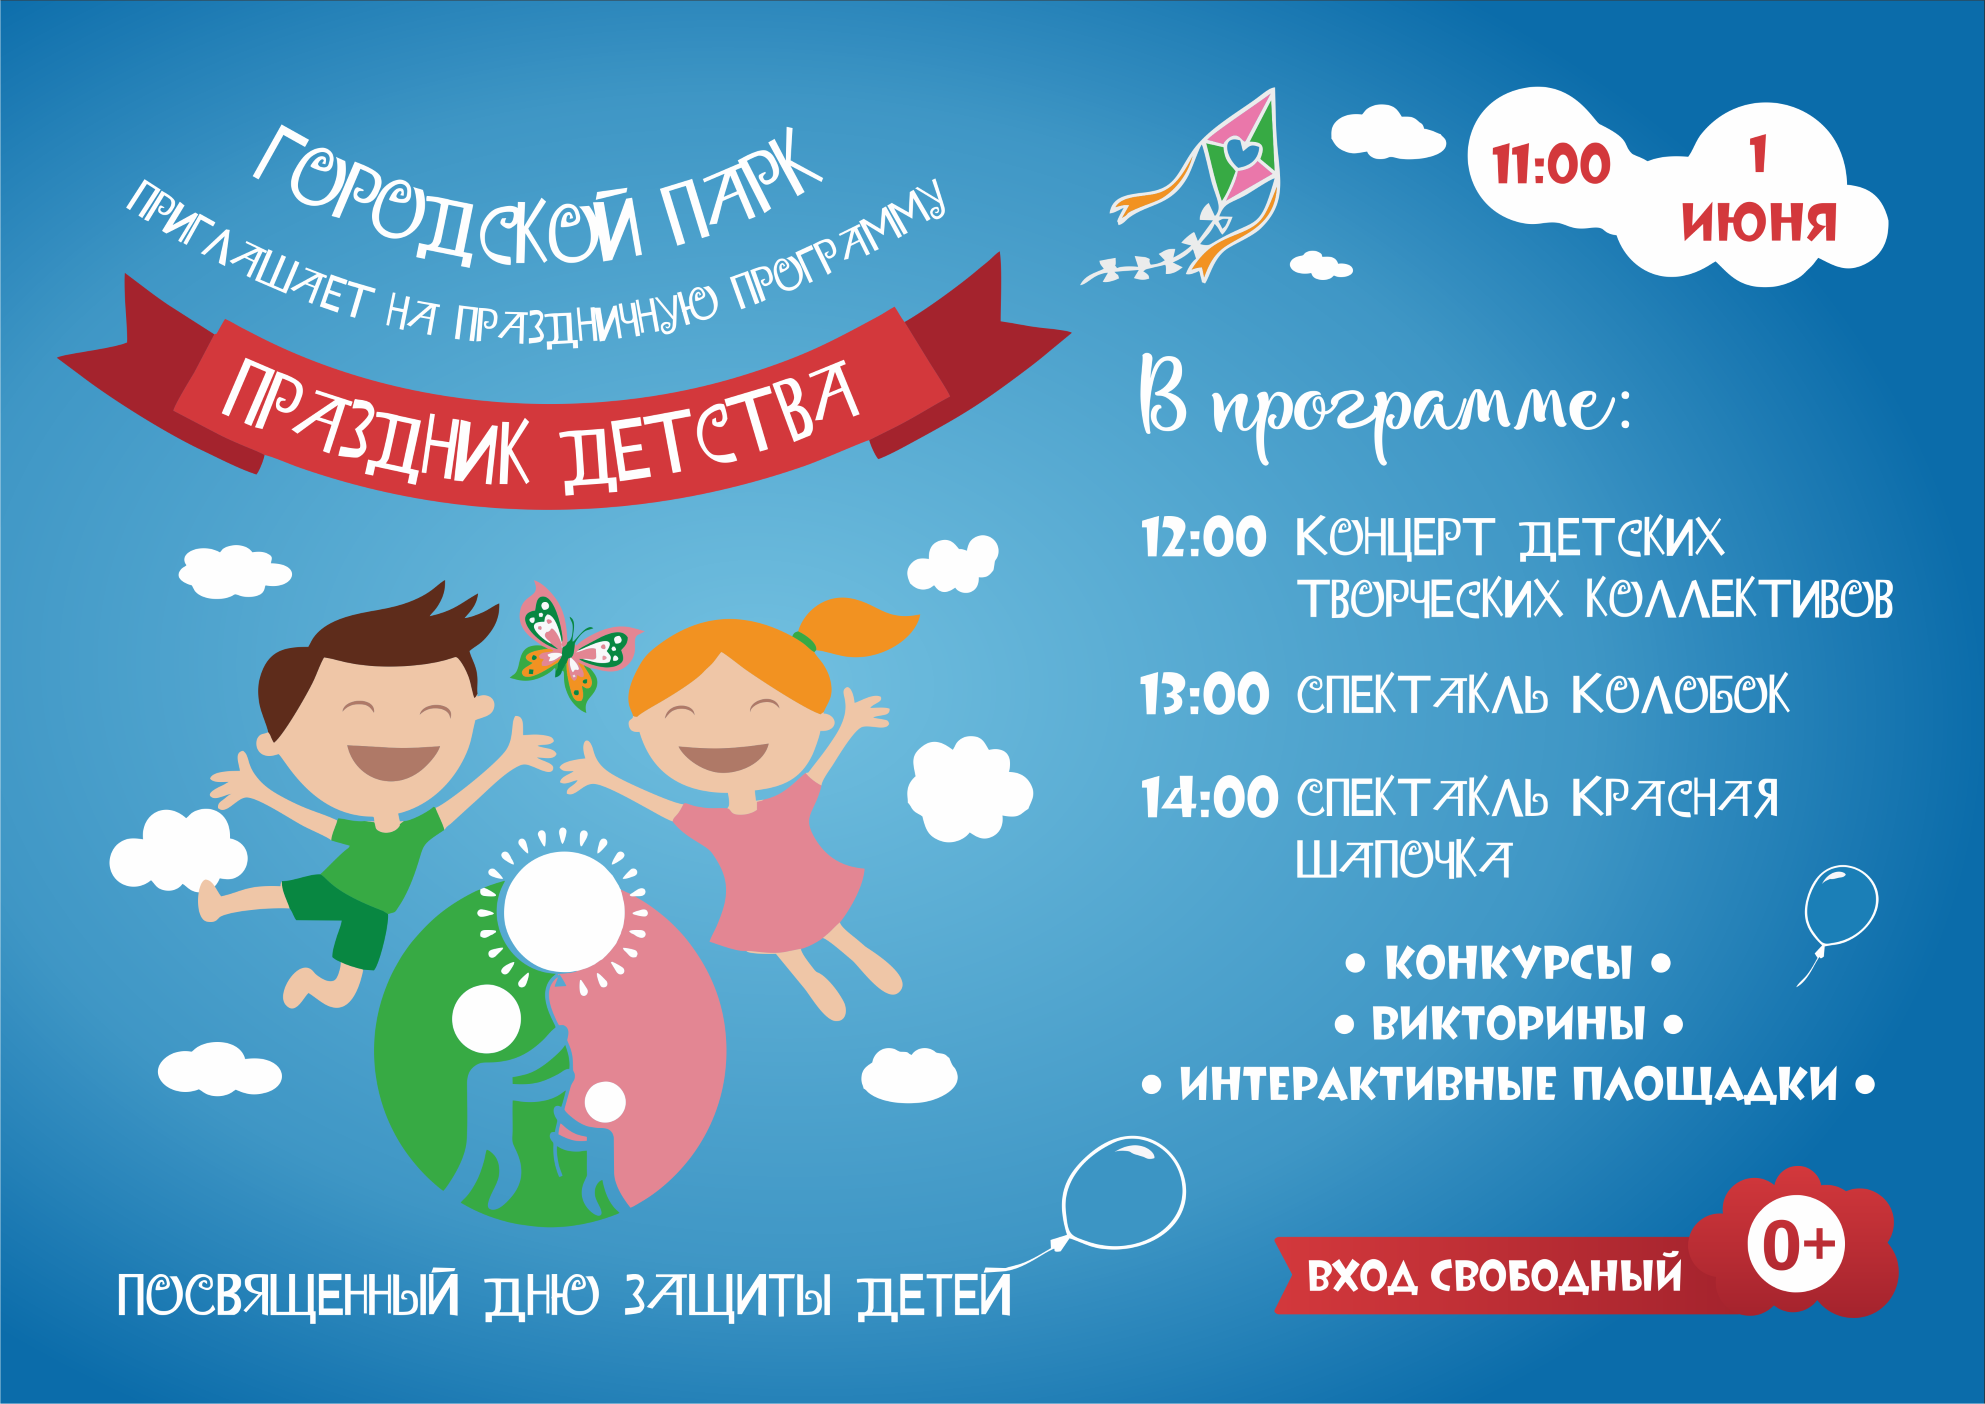 ГОРОДСКОЙ ПАРК
ПРИГЛАШАЕТ НА ПРАЗДНИЧНУЮ ПРОГРАММУ
ПРАЗДНИК ДЕТСТВА
ПОСВЯЩЕННЫЙ ДНЮ ЗАЩИТЫ ДЕТЕЙ
11:00
1
ИЮНЯ
В программе:
12:00 КОНЦЕРТ ДЕТСКИХ
ТВОРЧЕСКИХ КОЛЛЕКТИВОВ
13:00 СПЕКТАКЛЬ КОЛОБОК
14:00 СПЕКТАКЛЬ КРАСНАЯ
ШАПОЧКА
• КОНКУРСЫ •
• ВИКТОРИНЫ •
• ИНТЕРАКТИВНЫЕ ПЛОЩАДКИ •
ВХОД СВОБОДНЫЙ
0+